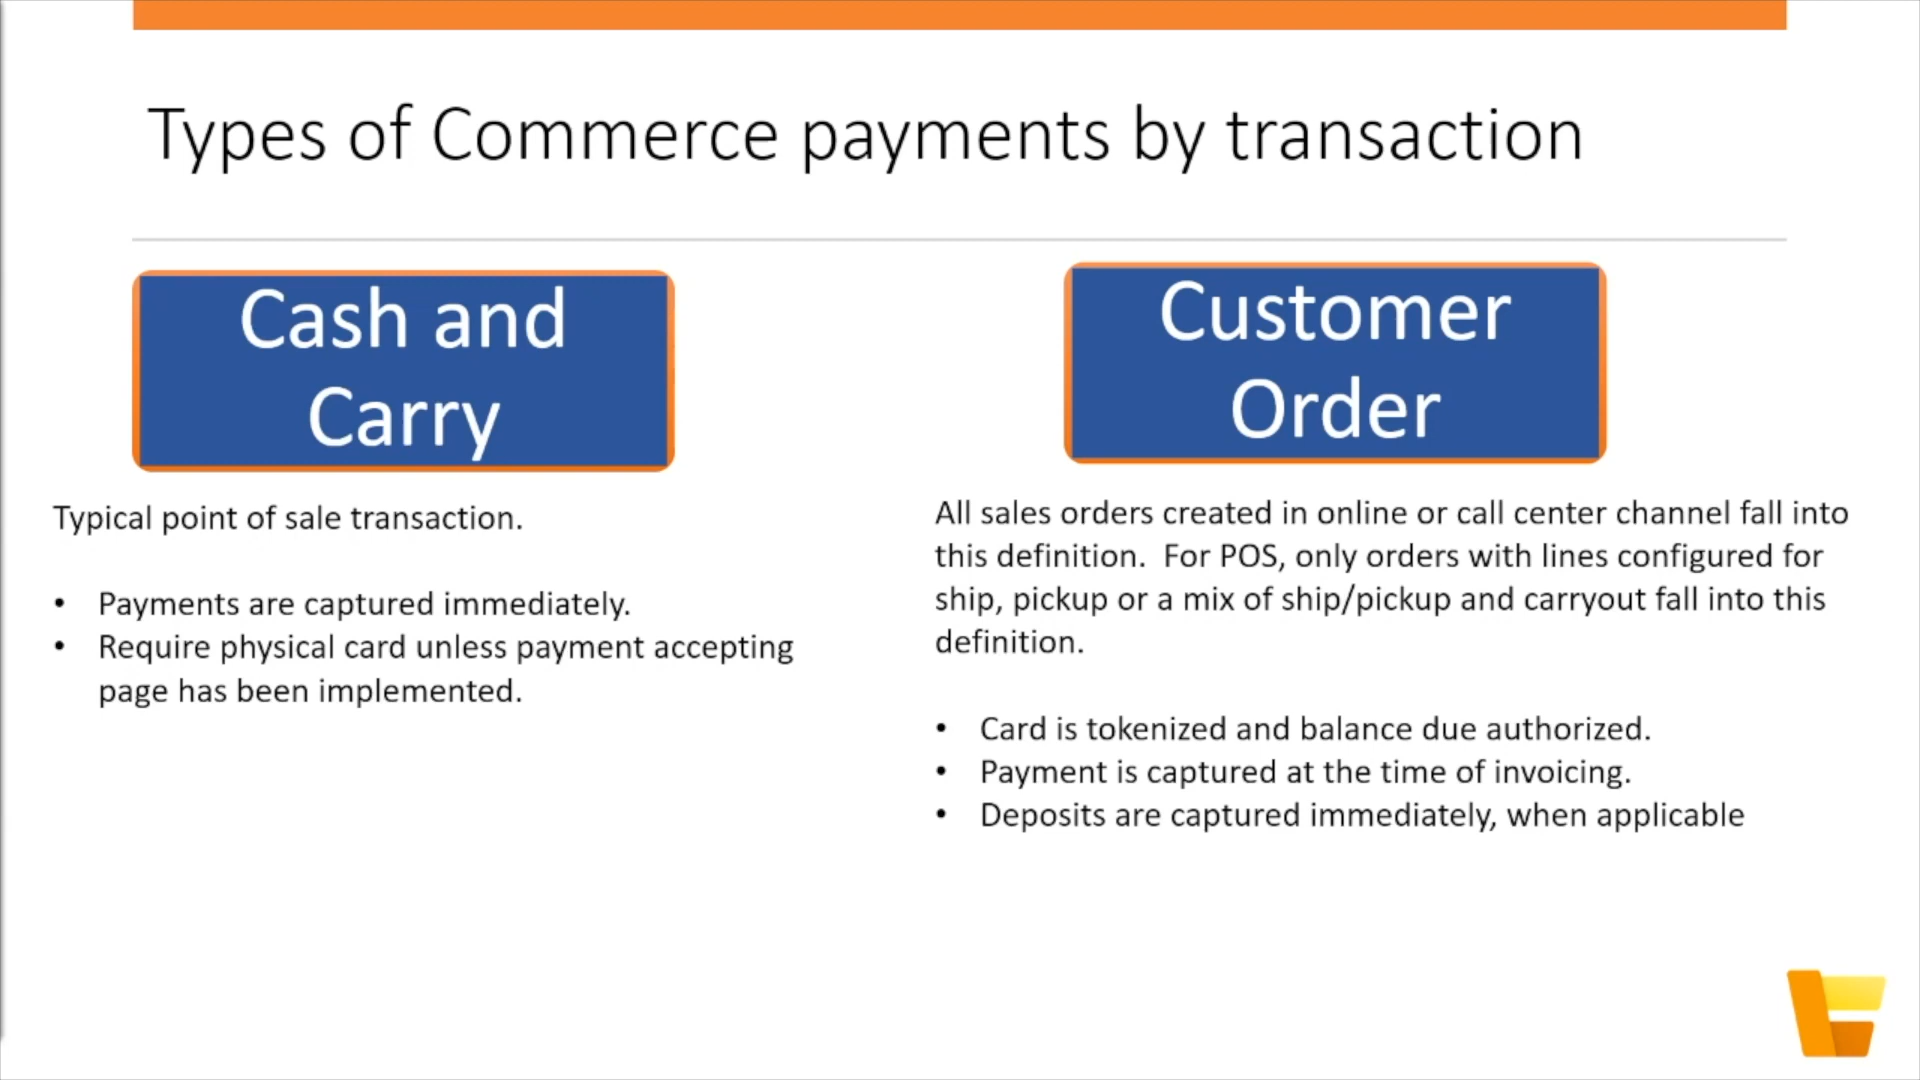 Types of Commerce payments by transaction
Cash and
Carry
Typical point of sale transaction.
• Payments are captured immediately.
• Require physical card unless payment accepting
page has been implemented.
Customer
Order
All sales orders created in online or call center channel fall into
this definition.  For POS, only orders with lines configured for
ship, pickup or a mix of ship/pickup and carryout fall into this
definition.
• Card is tokenized and balance due authorized.
• Payment is captured at the time of invoicing.
• Deposits are captured immediately, when applicable